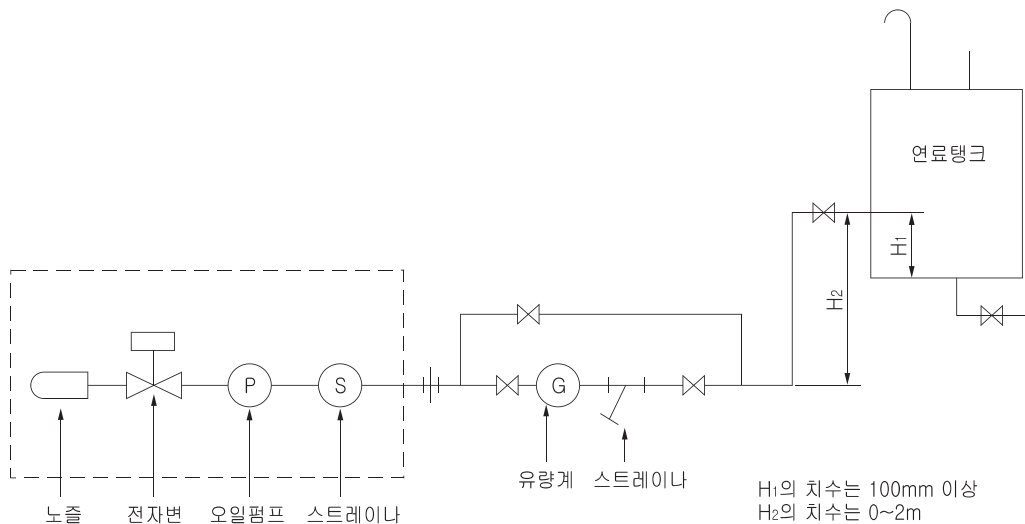 연료탱크
H1
H2
P
S
G
유량계
스트레이나
노즐
전자변
오일펌프
스트레이나
H1의 치수는 100mm 이상
H2의 치수는 0~2m